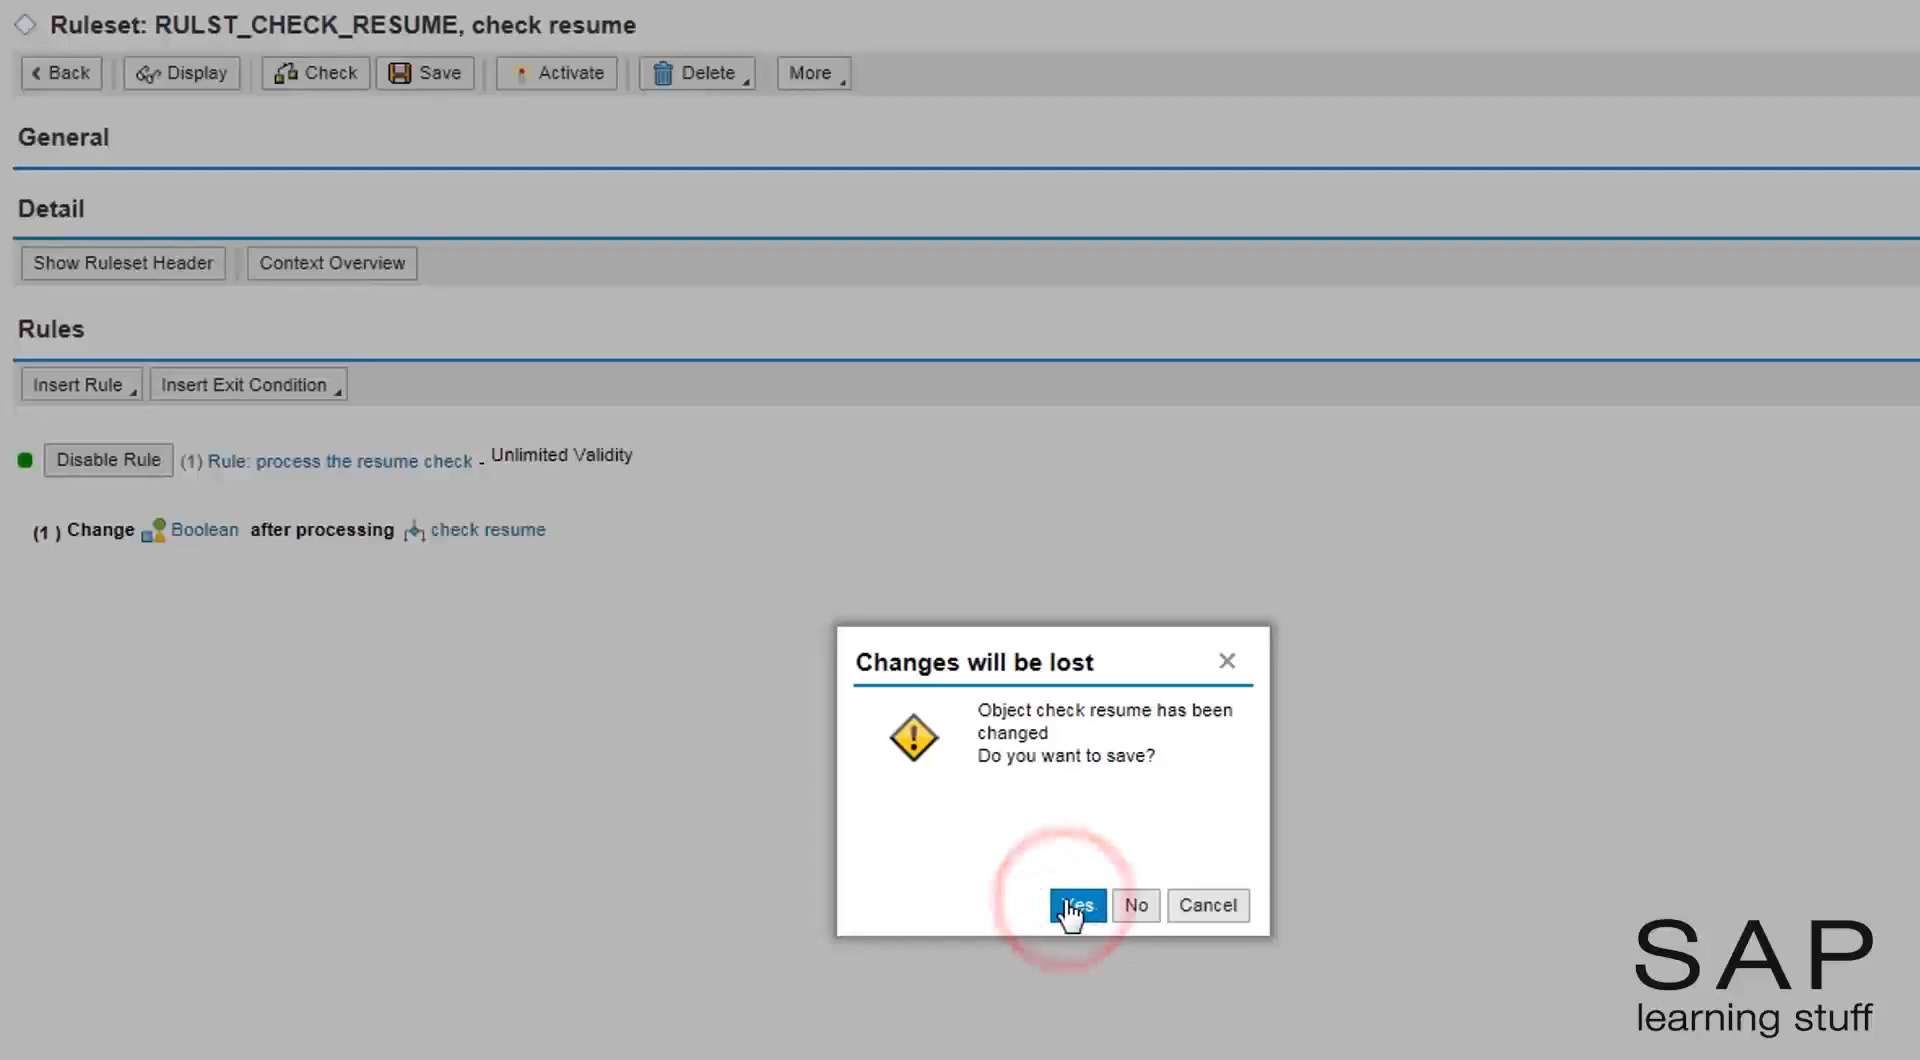 Ruleset: RULST_CHECK_RESUME, check resume
Back Display Check Save Activate Delete More
General
Detail
Show Ruleset Header Context Overview
Rules
Insert Rule Insert Exit Condition
Disable Rule (1) Rule: process the resume check - Unlimited Validity
(1 ) Change Boolean after processing check resume
Changes will be lost
Object check resume has been
changed
Do you want to save?
Yes No Cancel
SAP
learning stuff